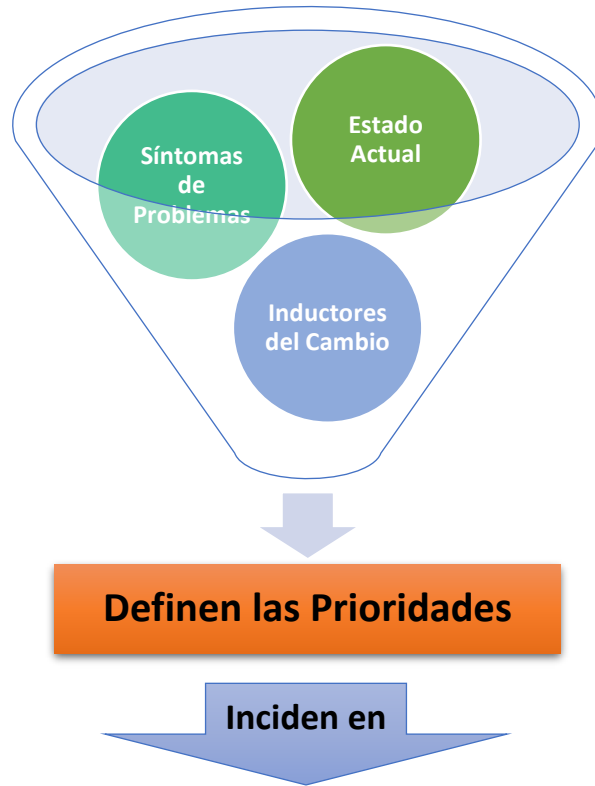 Estado
Actual
Síntomas
de
Problemas
Inductores
del Cambio
Definen las Prioridades
Inciden en